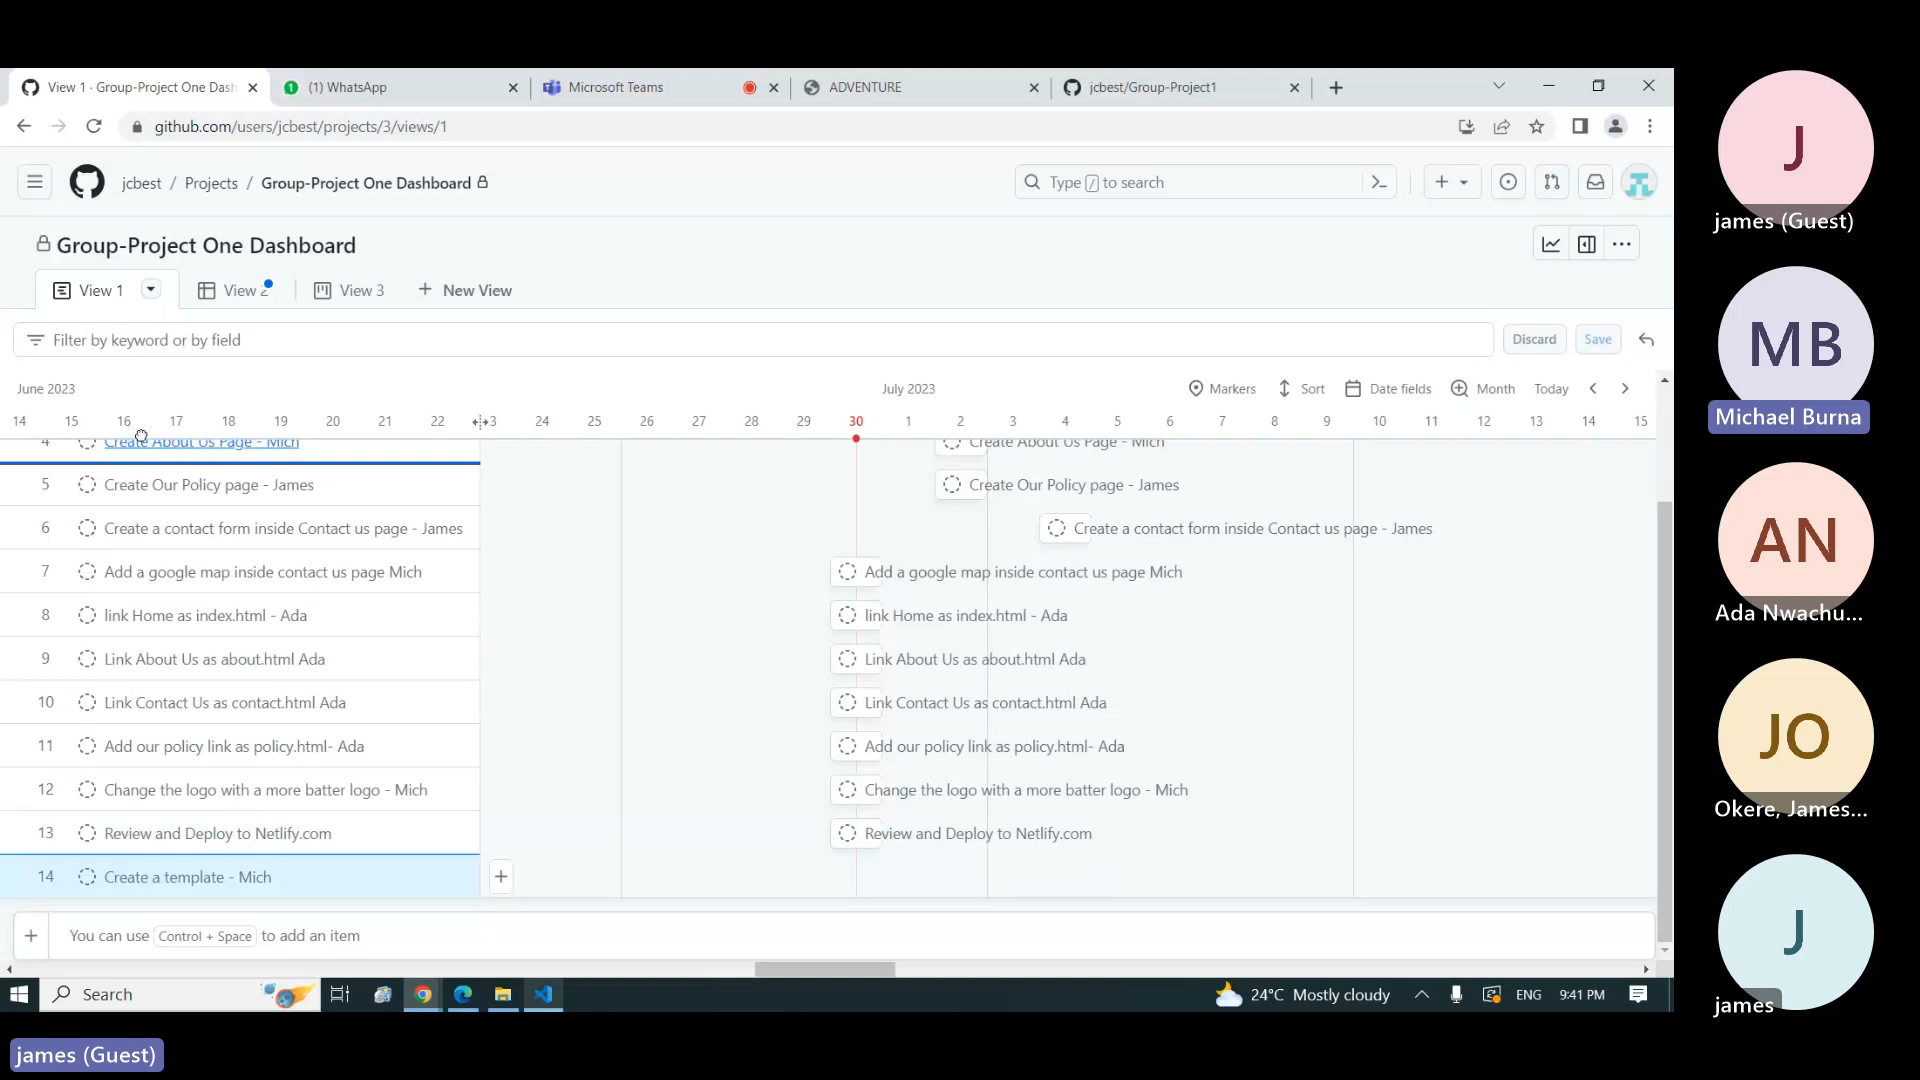 View 1 · Group-Project One Dash
(1) WhatsApp
Microsoft Teams
ADVENTURE
jcbest/Group-Project1
github.com/users/jcbest/projects/3/views/1
jcbest / Projects / Group-Project One Dashboard
Type / to search
Group-Project One Dashboard
View 1
View 2
View 3
New View
Filter by keyword or by field
Discard
Save
June 2023
July 2023
Markers
Sort
Date fields
Month
Today
14 15 16 17 18 19 20 21 22 23 24 25 26 27 28 29 30 1 2 3 4 5 6 7 8 9 10 11 12 13 14 15
4 Create About Us Page - Mich Create About Us Page - Mich
5 Create Our Policy page - James Create Our Policy page - James
6 Create a contact form inside Contact us page - James Create a contact form inside Contact us page - James
7 Add a google map inside contact us page Mich Add a google map inside contact us page Mich
8 link Home as index.html - Ada link Home as index.html - Ada
9 Link About Us as about.html Ada Link About Us as about.html Ada
10 Link Contact Us as contact.html Ada Link Contact Us as contact.html Ada
11 Add our policy link as policy.html- Ada Add our policy link as policy.html- Ada
12 Change the logo with a more batter logo - Mich Change the logo with a more batter logo - Mich
13 Review and Deploy to Netlify.com Review and Deploy to Netlify.com
14 Create a template - Mich
You can use Control + Space to add an item
Search
24°C Mostly cloudy
ENG
9:41 PM
james (Guest)
J
james (Guest)
MB
Michael Burna
AN
Ada Nwachu...
JO
Okere, James...
J
james